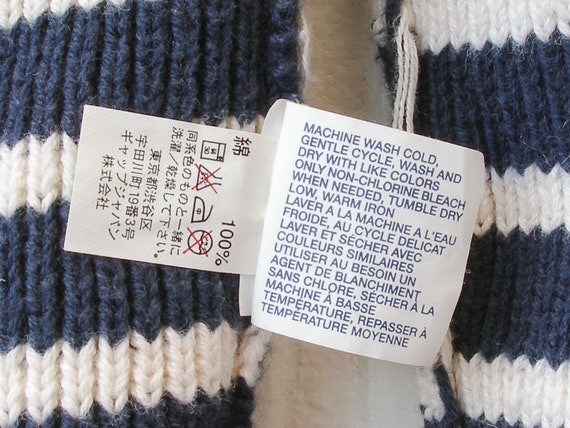 綿 100%
同系色のものと一緒に
洗濯/乾燥して下さい。
東京都渋谷区
宇田川町19番3号
ギャップジャパン
株式会社
MACHINE WASH COLD,
GENTLE CYCLE, WASH AND
DRY WITH LIKE COLORS
ONLY NON-CHLORINE BLEACH
WHEN NEEDED, TUMBLE DRY
LOW, WARM IRON
LAVER À LA MACHINE À L'EAU
FROIDE, AU CYCLE DÉLICAT
LAVER ET SÉCHER AVEC
COULEURS SIMILAIRES
UTILISER AU BESOIN UN
AGENT DE BLANCHIMENT
SANS CHLORE, SÉCHER À LA
MACHINE À BASSE
TEMPÉRATURE, REPASSER À
TEMPÉRATURE MOYENNE